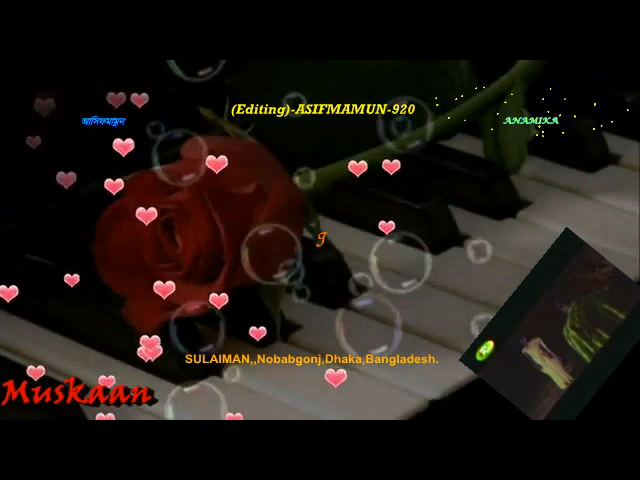 (Editing)-ASIFMAMUN-920
আসিফমামুন
ANAMIKA
J
SULAIMAN,,Nobabgonj,Dhaka,Bangladesh.
Muskaan